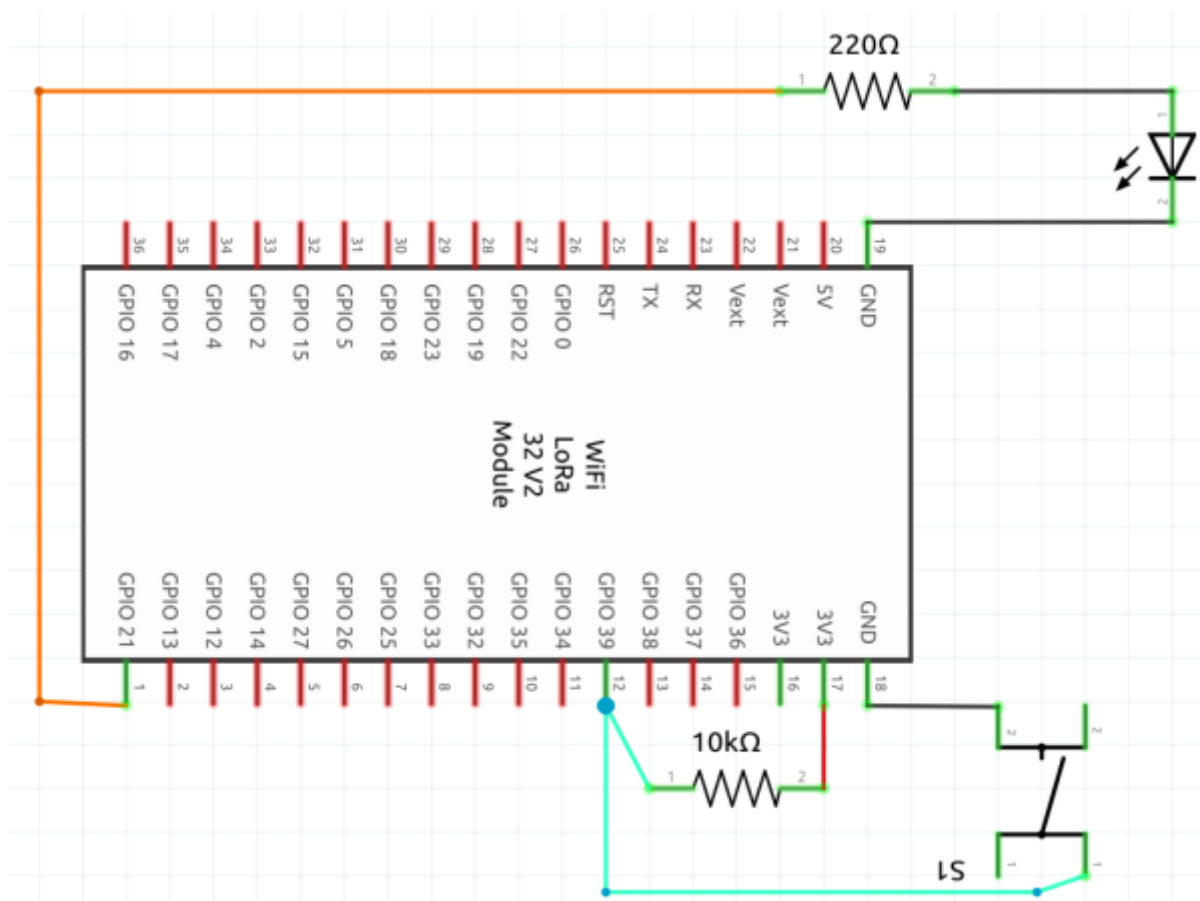 220Ω
1
2
1
2
36
35
34
33
32
31
30
29
28
27
26
25
24
23
22
21
20
19
GPIO 16
GPIO 17
GPIO 4
GPIO 2
GPIO 15
GPIO 5
GPIO 18
GPIO 23
GPIO 19
GPIO 22
GPIO 0
RST
TX
RX
Vext
Vext
5V
GND
WiFi
LoRa
32 V2
Module
GPIO 21
GPIO 13
GPIO 12
GPIO 14
GPIO 27
GPIO 26
GPIO 25
GPIO 33
GPIO 32
GPIO 35
GPIO 34
GPIO 39
GPIO 38
GPIO 37
GPIO 36
3V3
3V3
GND
1
2
3
4
5
6
7
8
9
10
11
12
13
14
15
16
17
18
10kΩ
1
2
2
2
S1
1
1